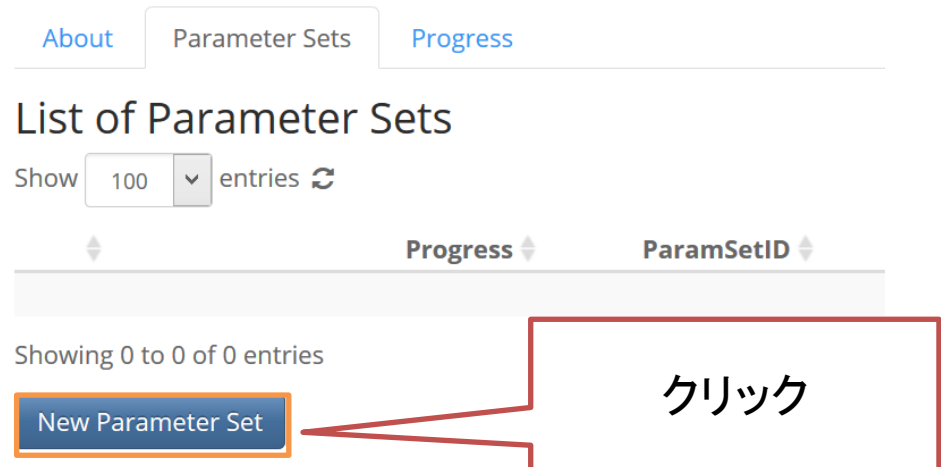 About Parameter Sets Progress
List of Parameter Sets
Show 100 entries
Progress ParamSetID
Showing 0 to 0 of 0 entries
クリック
New Parameter Set